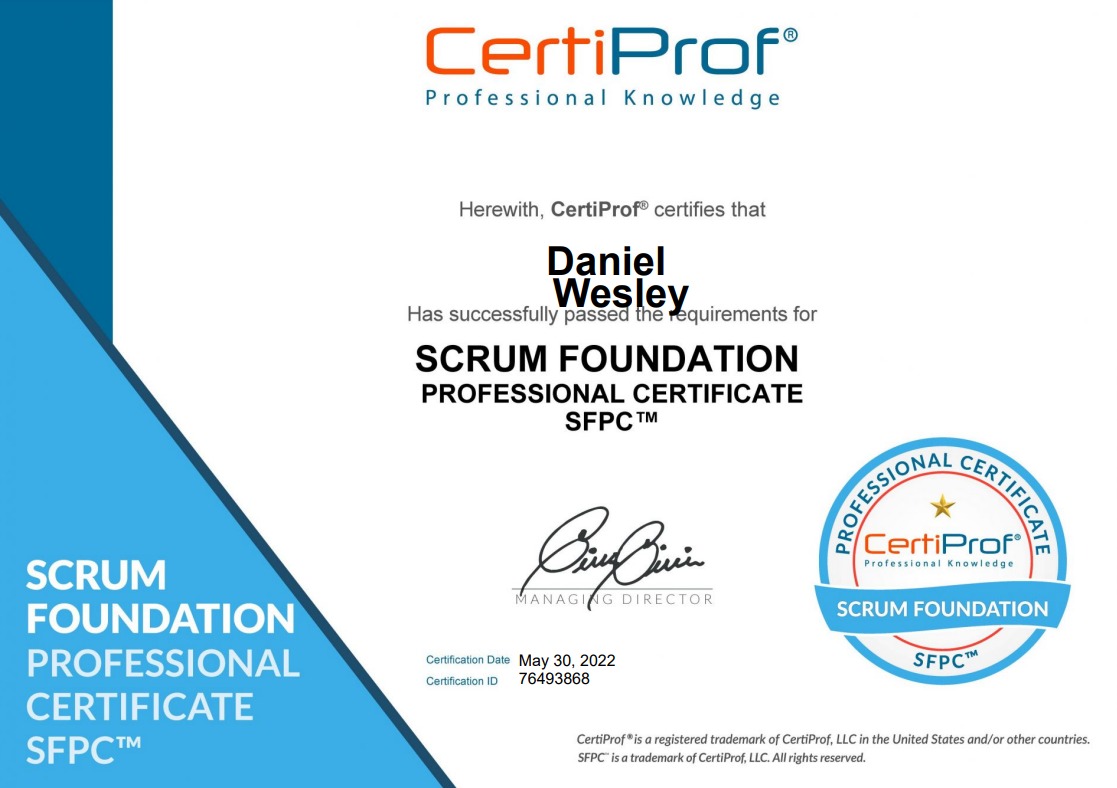 CertiProf®
Professional Knowledge
Herewith, CertiProf® certifies that
Daniel
Wesley
Has successfully passed the requirements for
SCRUM FOUNDATION
PROFESSIONAL CERTIFICATE
SFPC™
MANAGING DIRECTOR
Certification Date May 30, 2022
Certification ID 76493868
PROFESSIONAL CERTIFICATE
CertiProf®
Professional Knowledge
SCRUM FOUNDATION
SFPC™
SCRUM
FOUNDATION
PROFESSIONAL
CERTIFICATE
SFPC™
CertiProf® is a registered trademark of CertiProf, LLC in the United States and/or other countries.
SFPC™ is a trademark of CertiProf, LLC. All rights reserved.